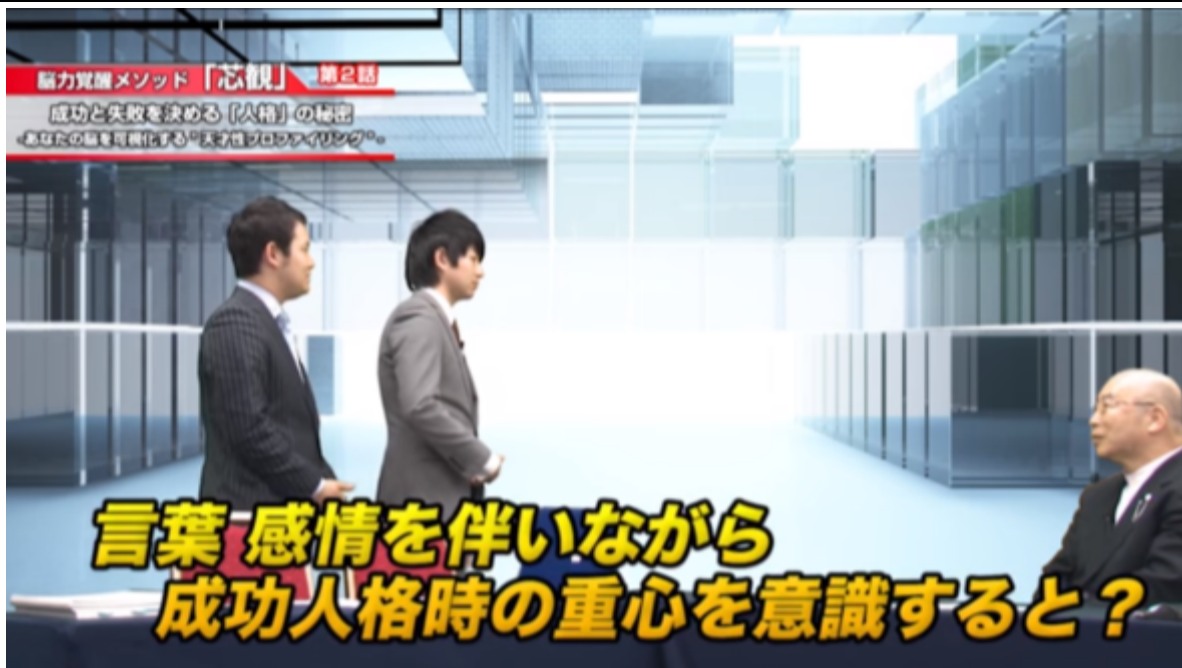 脳力覚醒メソッド「芯観」 第2話
成功と失敗を決める「人格」の秘密
-あなたの脳を可視化する"天才性プロファイリング"-
言葉 感情を伴いながら
成功人格時の重心を意識すると？